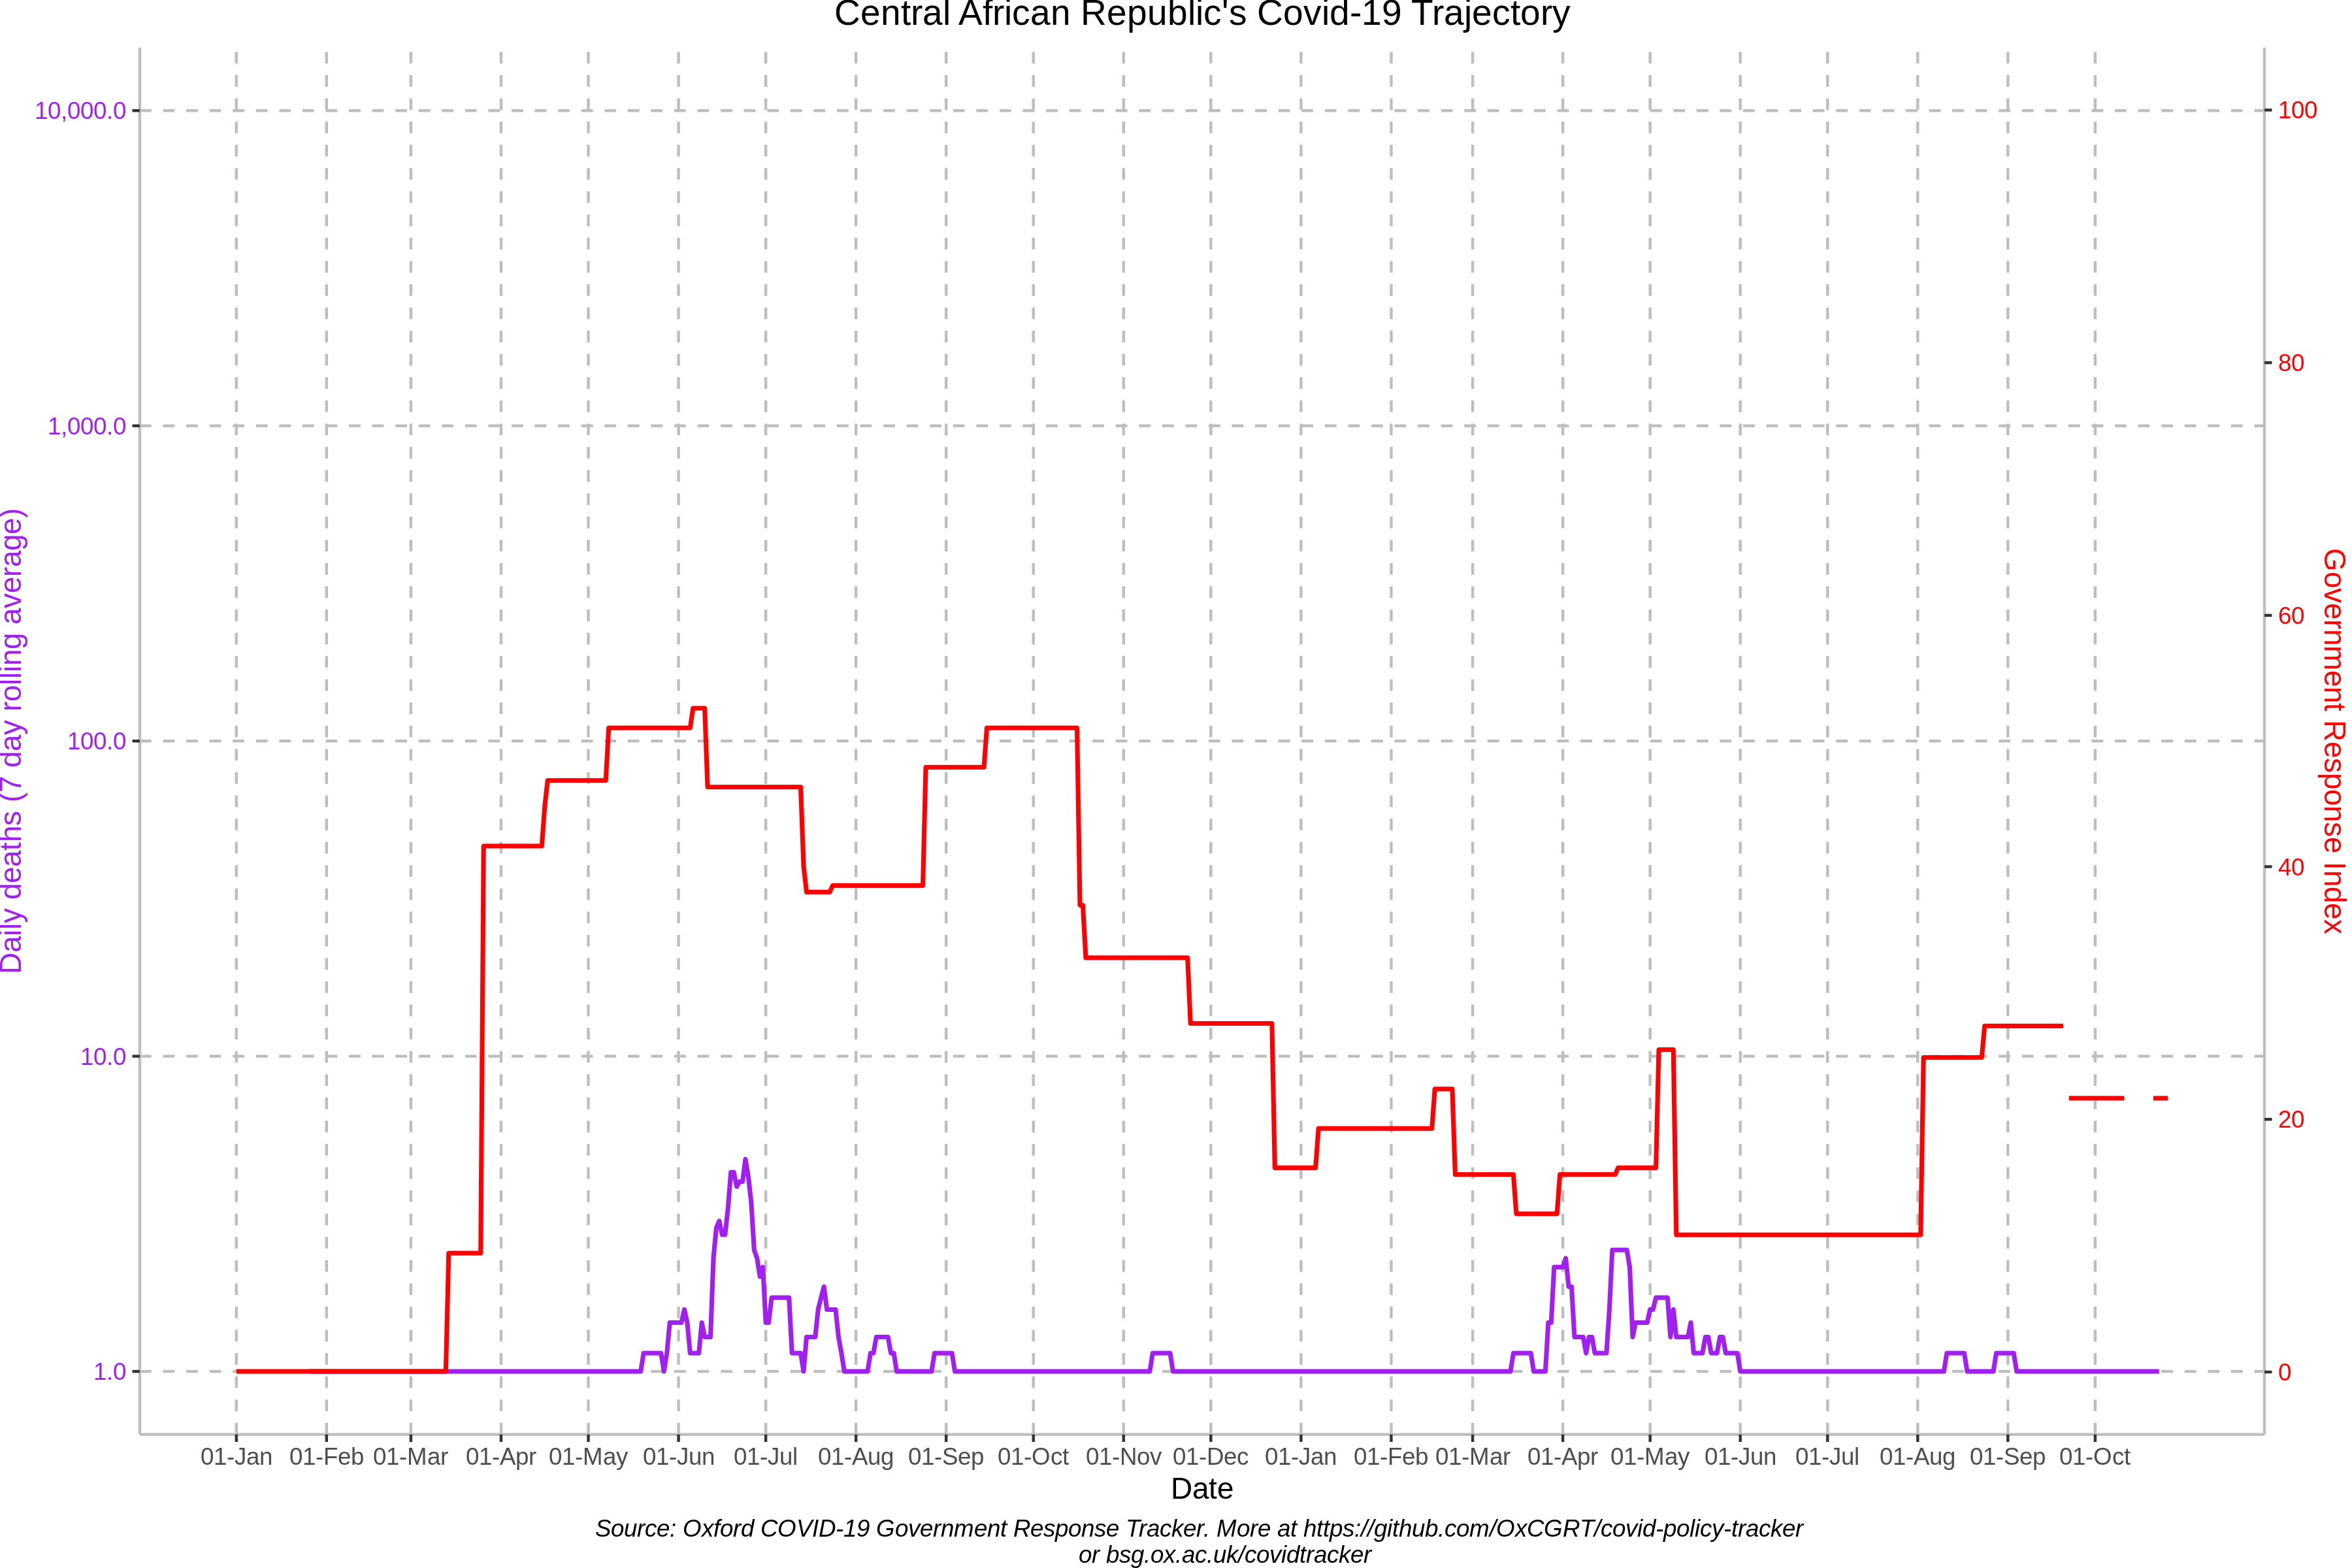 Central African Republic's Covid-19 Trajectory
10,000.0
1,000.0
100.0
10.0
1.0
Daily deaths (7 day rolling average)
100
80
60
40
20
0
Government Response Index
01-Jan 01-Feb 01-Mar 01-Apr 01-May 01-Jun 01-Jul 01-Aug 01-Sep 01-Oct 01-Nov 01-Dec 01-Jan 01-Feb 01-Mar 01-Apr 01-May 01-Jun 01-Jul 01-Aug 01-Sep 01-Oct
Date
Source: Oxford COVID-19 Government Response Tracker. More at https://github.com/OxCGRT/covid-policy-tracker
or bsg.ox.ac.uk/covidtracker